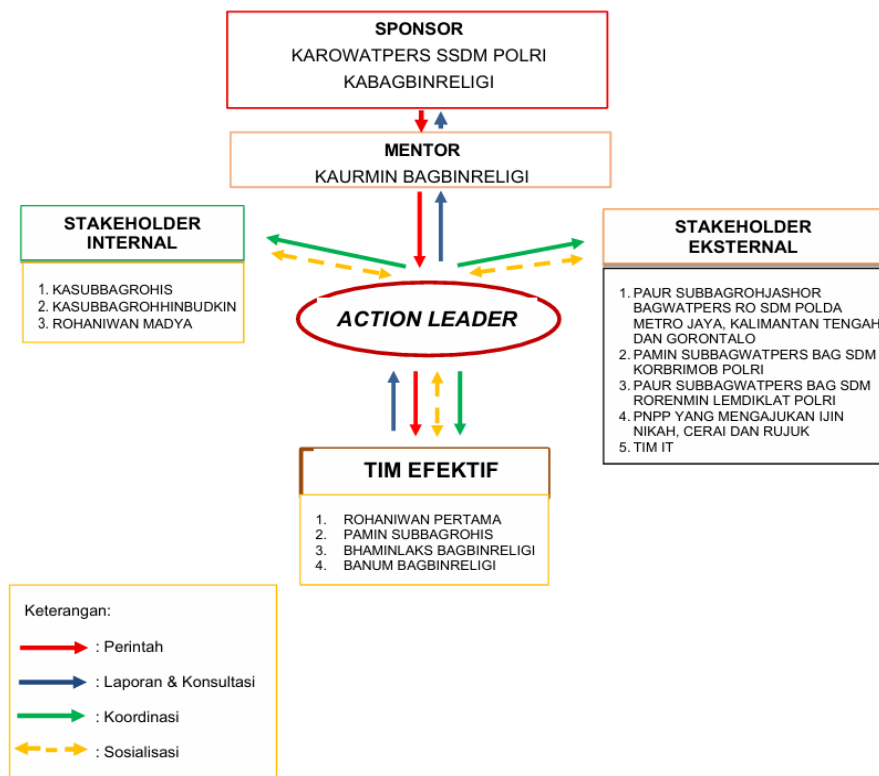 SPONSOR
KAROWATPERS SSDM POLRI
KABAGBINRELIGI
MENTOR
KAURMIN BAGBINRELIGI
STAKEHOLDER
INTERNAL
1. KASUBBAGROHIS
2. KASUBBAGROHHINBUDKIN
3. ROHANIWAN MADYA
STAKEHOLDER
EKSTERNAL
1. PAUR SUBBAGROHJASHOR
BAGWATPERS RO SDM POLDA
METRO JAYA, KALIMANTAN TENGAH
DAN GORONTALO
2. PAMIN SUBBAGWATPERS BAG SDM
KORBRIMOB POLRI
3. PAUR SUBBAGWATPERS BAG SDM
RORENMIN LEMDIKLAT POLRI
4. PNPP YANG MENGAJUKAN IJIN
NIKAH, CERAI DAN RUJUK
5. TIM IT
ACTION LEADER
TIM EFEKTIF
1. ROHANIWAN PERTAMA
2. PAMIN SUBBAGROHIS
3. BHAMINLAKS BAGBINRELIGI
4. BANUM BAGBINRELIGI
Keterangan:
: Perintah
: Laporan & Konsultasi
: Koordinasi
: Sosialisasi